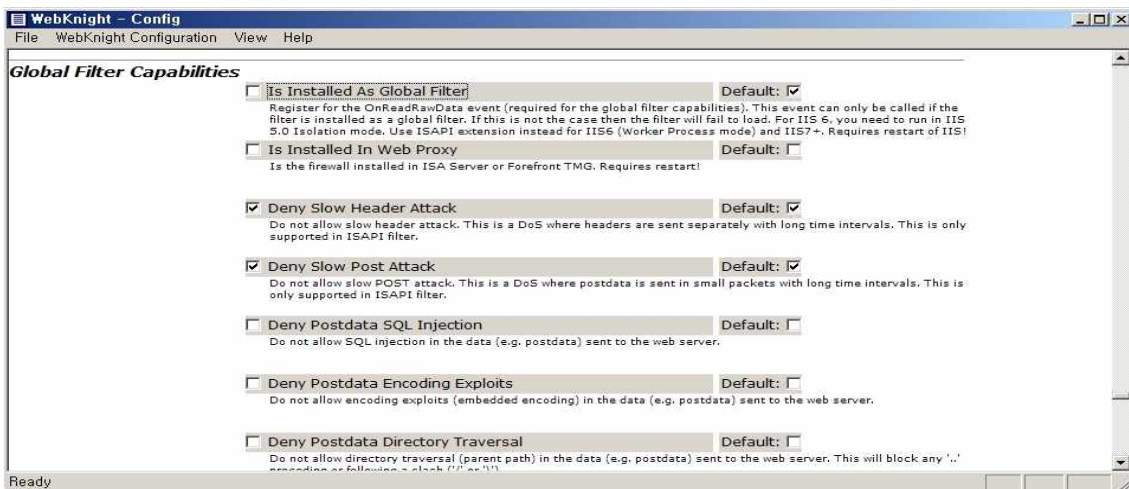 WebKnight - Config
File WebKnight Configuration View Help
Global Filter Capabilities
Is Installed As Global Filter Default:
Register for the OnReadRawData event (required for the global filter capabilities). This event can only be called if the
filter is installed as a global filter. If this is not the case then the filter will fail to load. For IIS 6, you need to run in IIS
5.0 Isolation mode. Use ISAPI extension instead for IIS6 (Worker Process mode) and IIS7+. Requires restart of IIS!
Is Installed In Web Proxy Default:
Is the firewall installed in ISA Server or Forefront TMG. Requires restart!
Deny Slow Header Attack Default:
Do not allow slow header attack. This is a DoS where headers are sent separately with long time intervals. This is only
supported in ISAPI filter.
Deny Slow Post Attack Default:
Do not allow slow POST attack. This is a DoS where postdata is sent in small packets with long time intervals. This is
only supported in ISAPI filter.
Deny Postdata SQL Injection Default:
Do not allow SQL injection in the data (e.g. postdata) sent to the web server.
Deny Postdata Encoding Exploits Default:
Do not allow encoding exploits (embedded encoding) in the data (e.g. postdata) sent to the web server.
Deny Postdata Directory Traversal Default:
Do not allow directory traversal (parent path) in the data (e.g. postdata) sent to the web server. This will block any '..'
preceding or following a slash ('/' or '\')
Ready